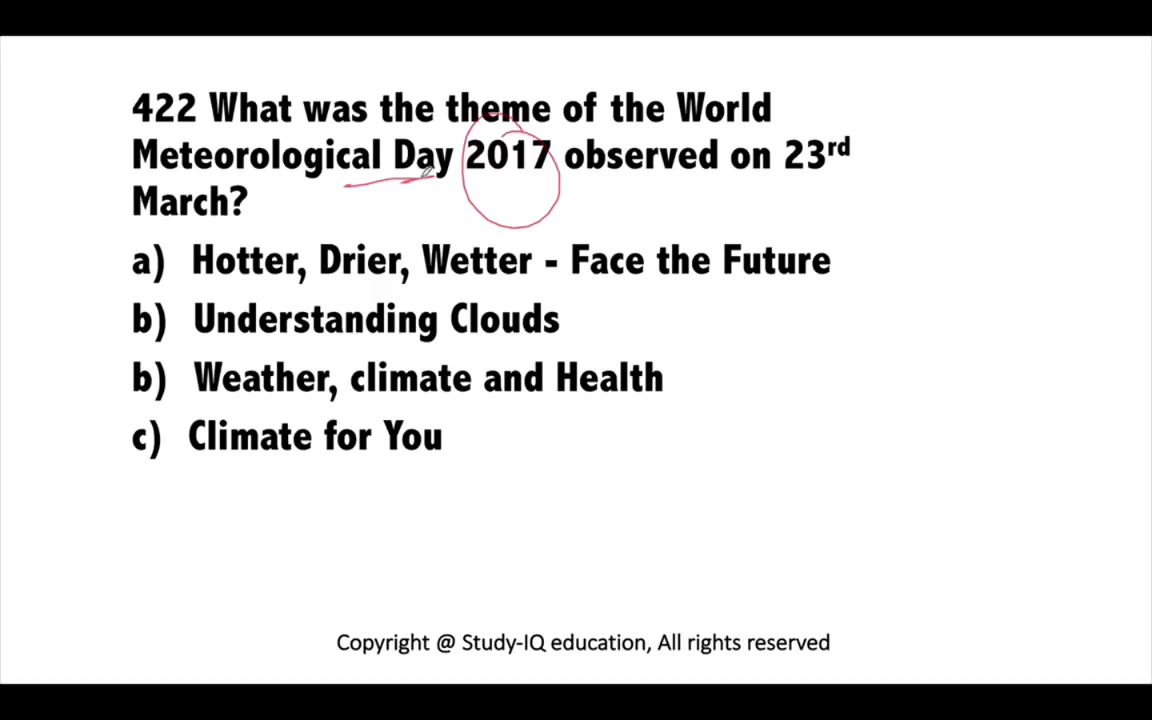 422 What was the theme of the World
Meteorological Day 2017 observed on 23rd
March?
a) Hotter, Drier, Wetter - Face the Future
b) Understanding Clouds
b) Weather, climate and Health
c) Climate for You
Copyright @ Study-IQ education, All rights reserved